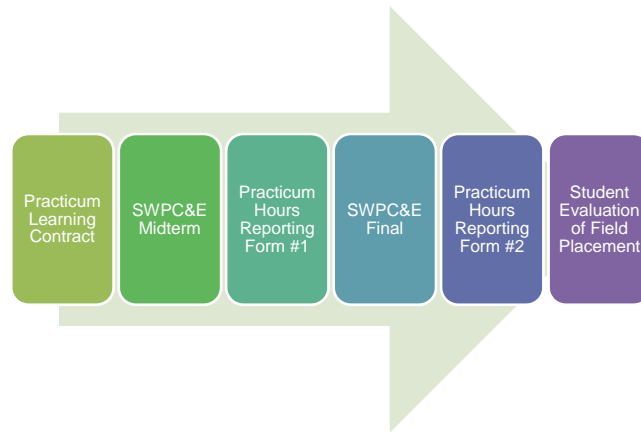 Practicum
Learning
Contract
SWPC&E
Midterm
Practicum
Hours
Reporting
Form #1
SWPC&E
Final
Practicum
Hours
Reporting
Form #2
Student
Evaluation
of Field
Placement